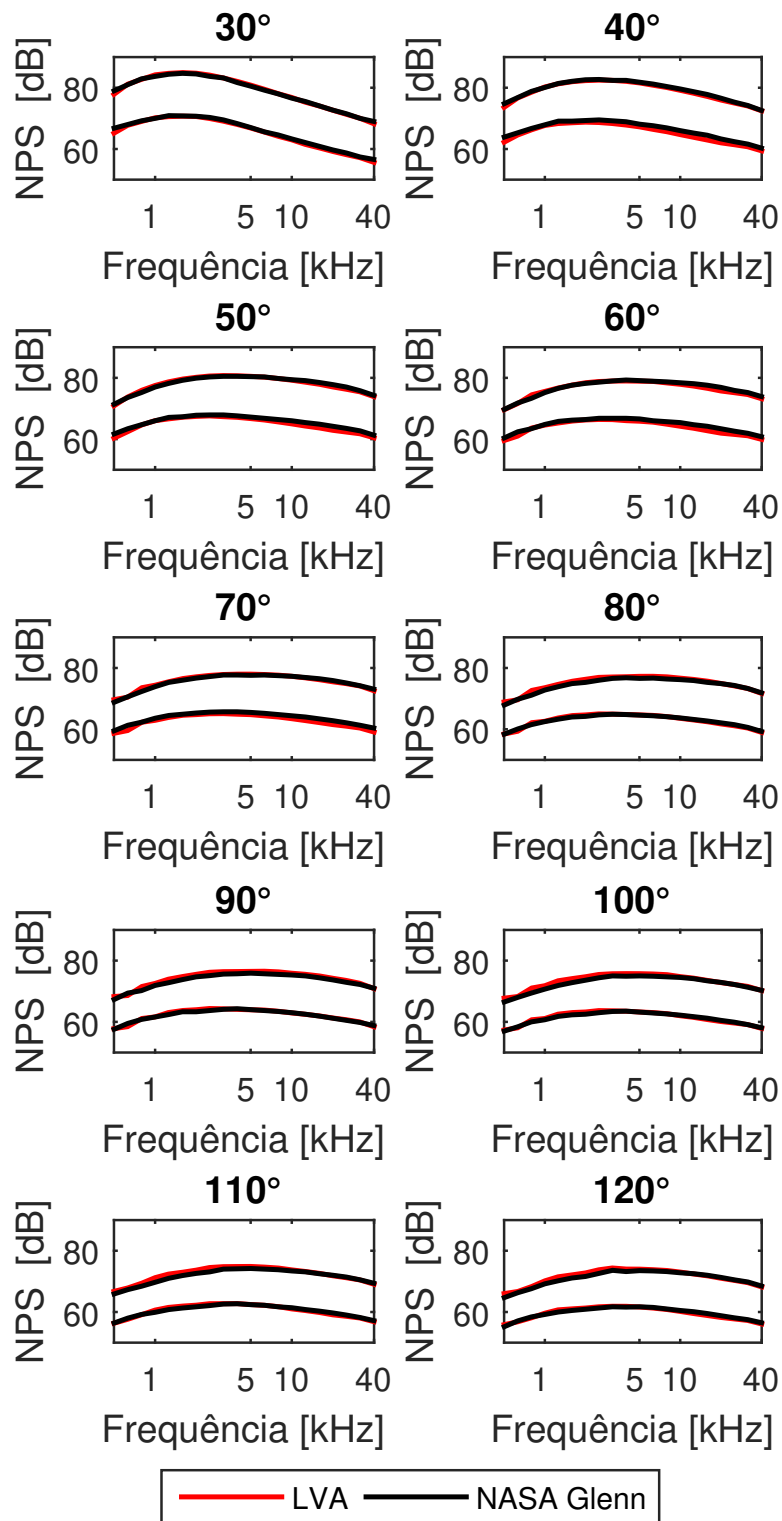 30° 40°
NPS [dB] 80 60 NPS [dB] 80 60
1 5 10 40 1 5 10 40
Frequência [kHz] Frequência [kHz]
50° 60°
NPS [dB] 80 60 NPS [dB] 80 60
1 5 10 40 1 5 10 40
Frequência [kHz] Frequência [kHz]
70° 80°
NPS [dB] 80 60 NPS [dB] 80 60
1 5 10 40 1 5 10 40
Frequência [kHz] Frequência [kHz]
90° 100°
NPS [dB] 80 60 NPS [dB] 80 60
1 5 10 40 1 5 10 40
Frequência [kHz] Frequência [kHz]
110° 120°
NPS [dB] 80 60 NPS [dB] 80 60
1 5 10 40 1 5 10 40
Frequência [kHz] Frequência [kHz]
LVA NASA Glenn